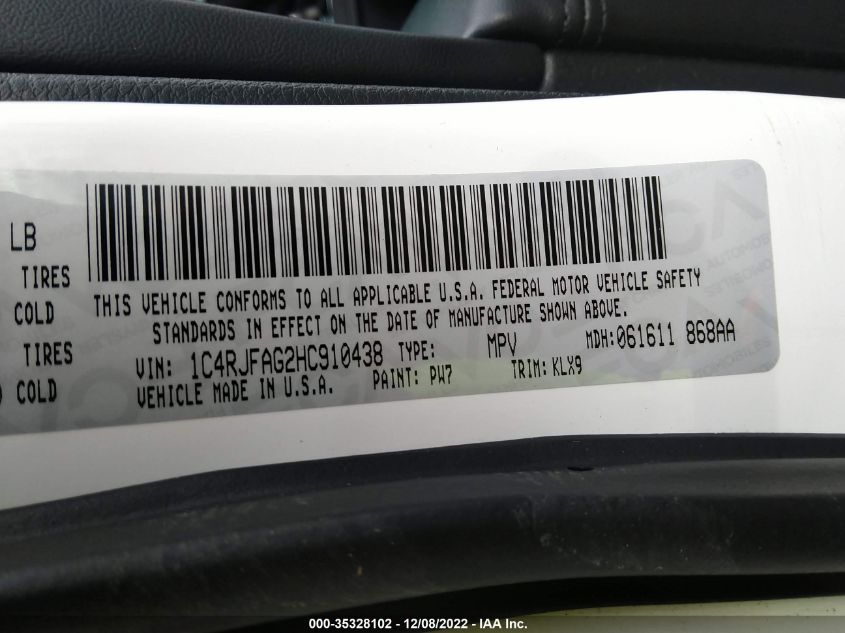 LB
TIRES
COLD
TIRES
COLD
THIS VEHICLE CONFORMS TO ALL APPLICABLE U.S.A. FEDERAL MOTOR VEHICLE SAFETY
STANDARDS IN EFFECT ON THE DATE OF MANUFACTURE SHOWN ABOVE.
VIN: 1C4RJFAG2HC910438 TYPE: MPV MDH:061611 868AA
VEHICLE MADE IN U.S.A. PAINT: PW7 TRIM: KLX9
000-35328102 - 12/08/2022 - IAA Inc.